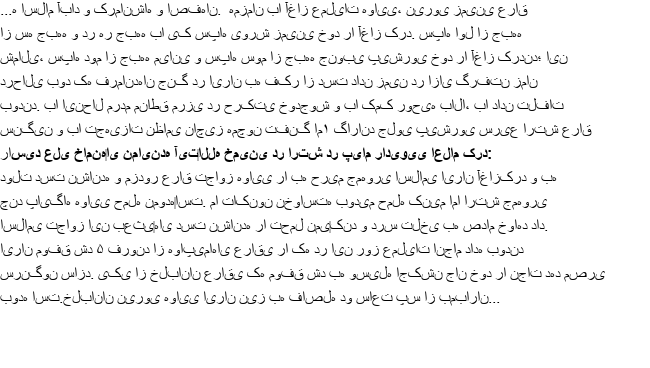 ...ه اسلام آباد و کرمانشاه و اصفهان. همزمان با آغاز عملیات هوایی، نیروی زمینی عراق
از سه جبهه و در هر جبهه با یک سپاه یورش زمینی خود را آغاز کرد. سپاه اول از جبهه
شمالی، سپاه دوم از جبهه میانی و سپاه سوم از جبهه جنوبی پیشروی خود را آغاز کردند؛ این
درحالی بود که فرماندهان جنگ در ایران به فکر از دست دادن زمین در ازای گرفتن زمان
بودند. با اینحال مردم مناطق مرزی در حرکتی خودجوش و با کمک روحیه بالا، با دادن تلفات
سنگین و با تجهیزات نظامی ناچیز همچون تفنگ ام۱ گاراند جلوی پیشروی سریع ارتش عراق
راسید علی خامنه‌ای نماینده آیت‌الله خمینی در ارتش در پیام رادیویی اعلام کرد:
دولت دست نشانده و مزدور عراق تجاوز هوایی را به حریم جمهوری اسلامی ایران آغازکرد و به
چند پایگاه هوایی حمله نموده‌است. ما تاکنون نخواسته بودیم حمله کنیم اما ارتش جمهوری
اسلامی تجاوز این بعثی‌های دست نشانده را تحمل نمی‌کند و درس تلخی به صدام خواهد داد.
ایران موفق شد ۵ فروند از هواپیماهای عراقی را که در این روز عملیات انجام داده بودند
سرنگون سازد. یکی از خلبانان عراقی که موفق شد به وسیله اجکشن جان خود را نجات دهد مصری
بوده است.خلبانان نیروی هوایی ایران نیز به فاصله دو ساعت پس از بمباران...